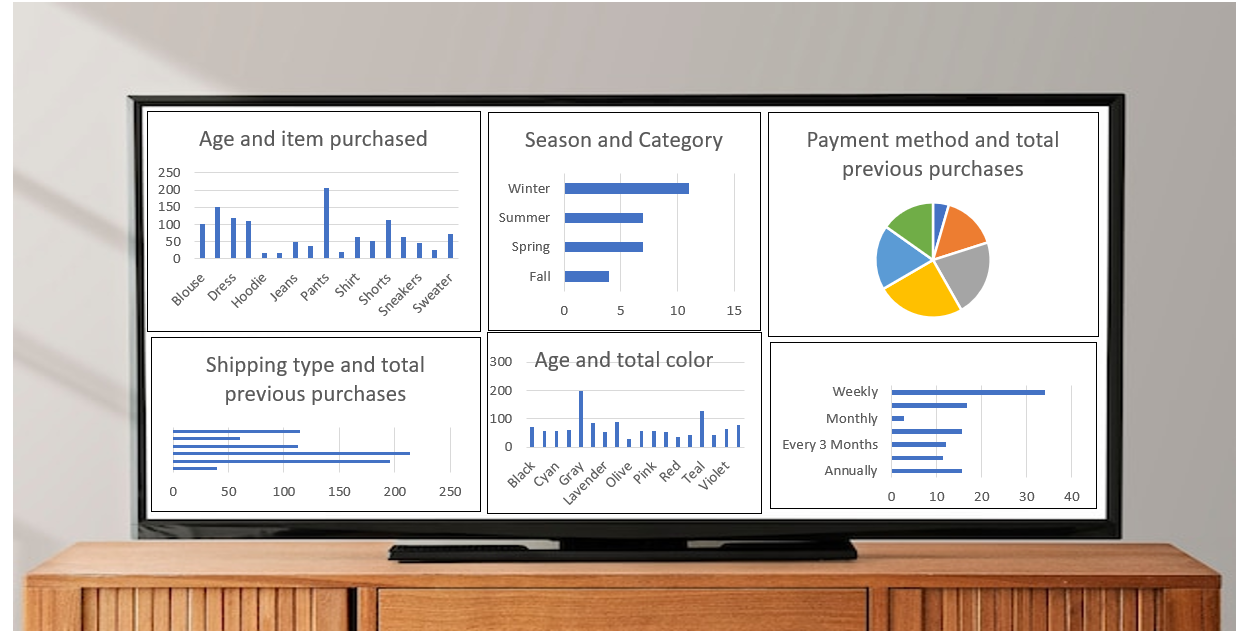 Age and item purchased
250
200
150
100
50
0
Blouse
Dress
Hoodie
Jeans
Pants
Shirt
Shorts
Sneakers
Sweater
Season and Category
Winter
Summer
Spring
Fall
0 5 10 15
Payment method and total
previous purchases
Shipping type and total
previous purchases
0 50 100 150 200 250
Age and total color
300
200
100
0
Black
Cyan
Gray
Lavender
Olive
Pink
Red
Teal
Violet
Weekly
Monthly
Every 3 Months
Annually
0 10 20 30 40